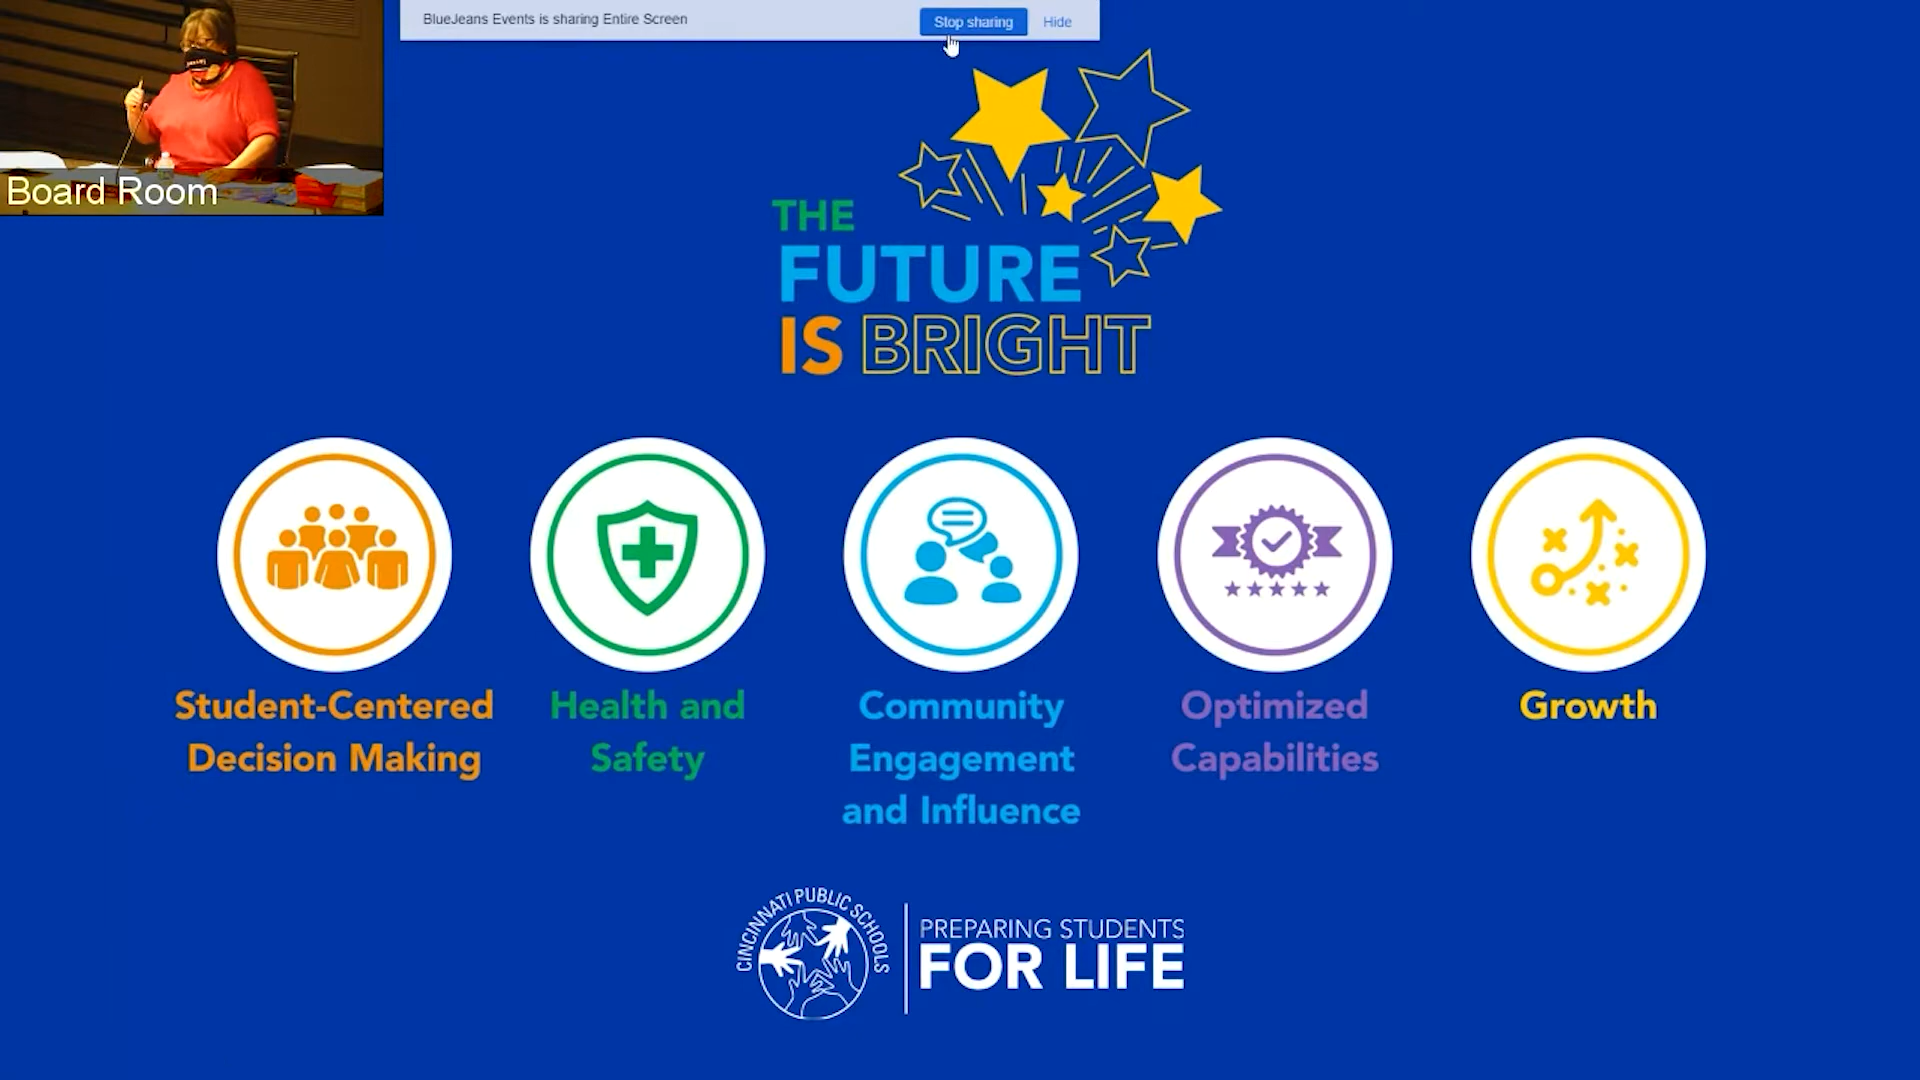 BlueJeans Events is sharing Entire Screen
Stop sharing
Hide
Board Room
THE
FUTURE
IS BRIGHT
Student-Centered
Decision Making
Health and
Safety
Community
Engagement
and Influence
Optimized
Capabilities
Growth
CINCINNATI PUBLIC SCHOOLS
PREPARING STUDENTS
FOR LIFE